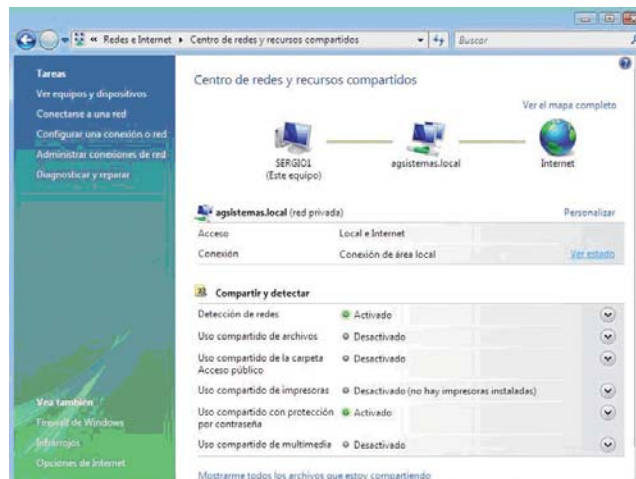 « Redes e Internet ▸ Centro de redes y recursos compartidos
Buscar
Tareas
Ver equipos y dispositivos
Conectarse a una red
Configurar una conexión o red
Administrar conexiones de red
Diagnosticar y reparar
Vea también
Firewall de Windows
Infrarrojos
Opciones de Internet
Centro de redes y recursos compartidos
Ver el mapa completo
SERGIO1
(Este equipo)
agsistemas.local
Internet
agsistemas.local (red privada) Personalizar
Acceso Local e Internet
Conexión Conexión de área local Ver estado
Compartir y detectar
Detección de redes Activado
Uso compartido de archivos Desactivado
Uso compartido de la carpeta Desactivado
Acceso público
Uso compartido de impresoras Desactivado (no hay impresoras instaladas)
Uso compartido con protección Activado
por contraseña
Uso compartido de multimedia Desactivado
Mostrarme todos los archivos que estoy compartiendo